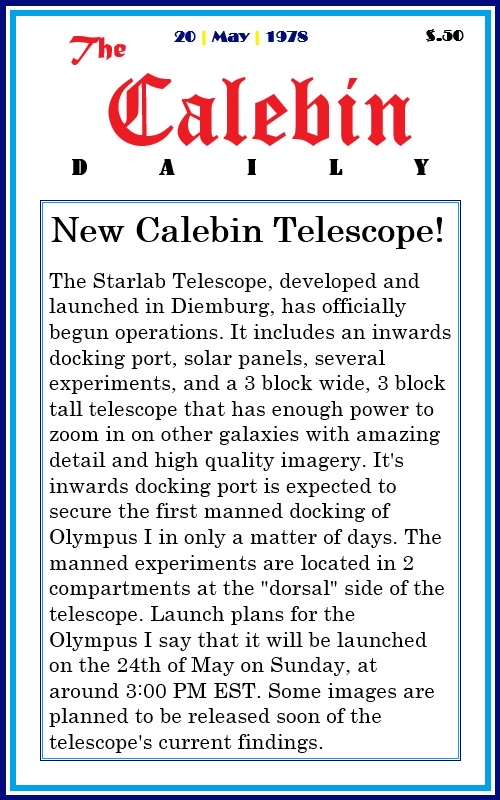 The
20 | May | 1978
$.50
Calebin
D A I L Y
New Calebin Telescope!
The Starlab Telescope, developed and
launched in Diemburg, has officially
begun operations. It includes an inwards
docking port, solar panels, several
experiments, and a 3 block wide, 3 block
tall telescope that has enough power to
zoom in on other galaxies with amazing
detail and high quality imagery. It's
inwards docking port is expected to
secure the first manned docking of
Olympus I in only a matter of days. The
manned experiments are located in 2
compartments at the "dorsal" side of the
telescope. Launch plans for the
Olympus I say that it will be launched
on the 24th of May on Sunday, at
around 3:00 PM EST. Some images are
planned to be released soon of the
telescope's current findings.